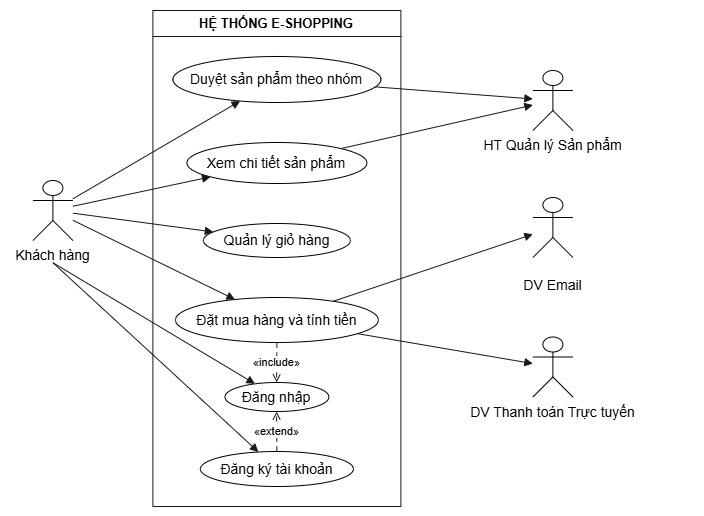 HỆ THỐNG E-SHOPPING
Duyệt sản phẩm theo nhóm
HT Quản lý Sản phẩm
Xem chi tiết sản phẩm
Khách hàng
Quản lý giỏ hàng
DV Email
Đặt mua hàng và tính tiền
«include»
Đăng nhập
DV Thanh toán Trực tuyến
«extend»
Đăng ký tài khoản